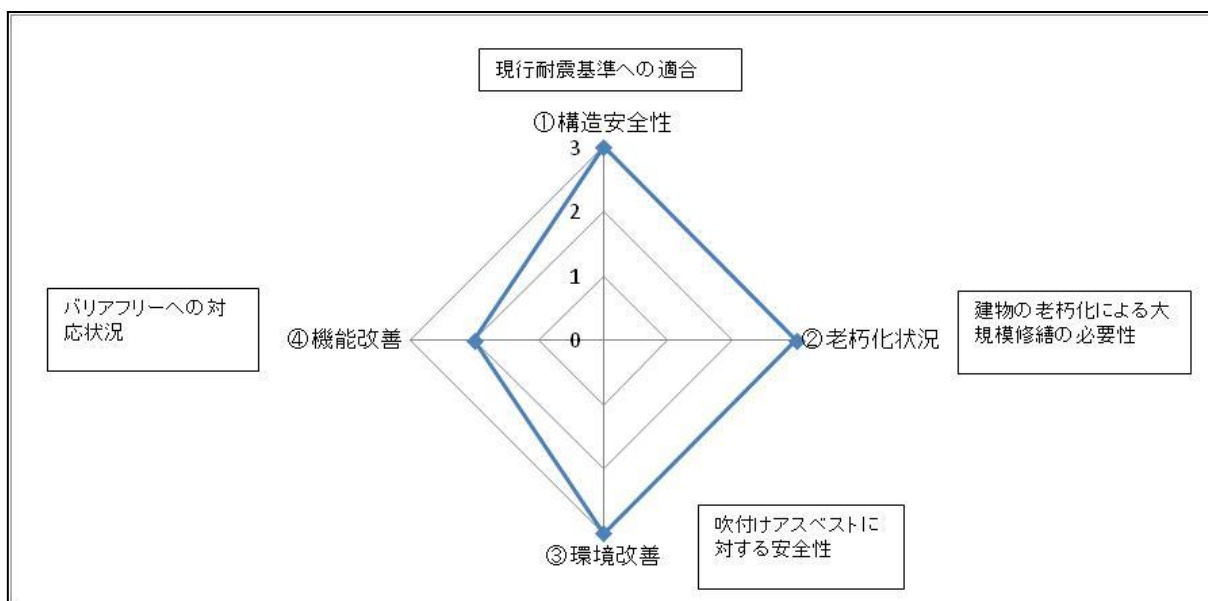 現行耐震基準への適合
①構造安全性
3
2
1
0
バリアフリーへの対
応状況
④機能改善
②老朽化状況
建物の老朽化による大
規模修繕の必要性
吹付けアスベストに
対する安全性
③環境改善